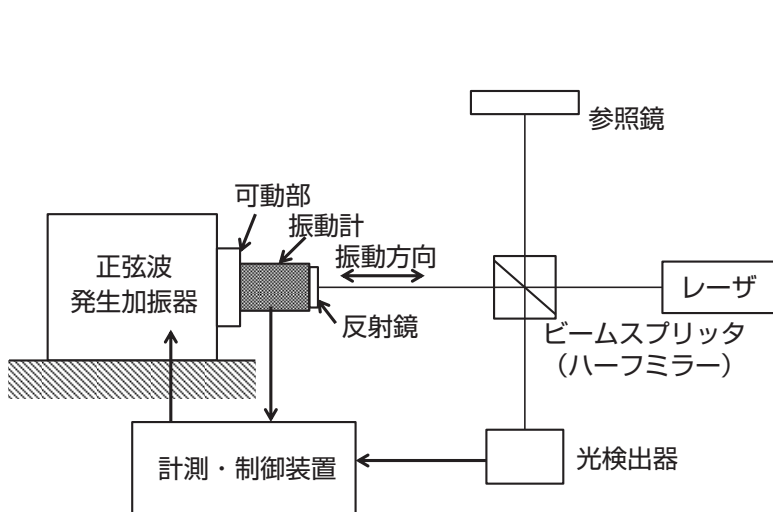 参照鏡
可動部
振動計
振動方向
正弦波
発生加振器
レーザ
反射鏡
ビームスプリッタ
（ハーフミラー）
計測・制御装置
光検出器